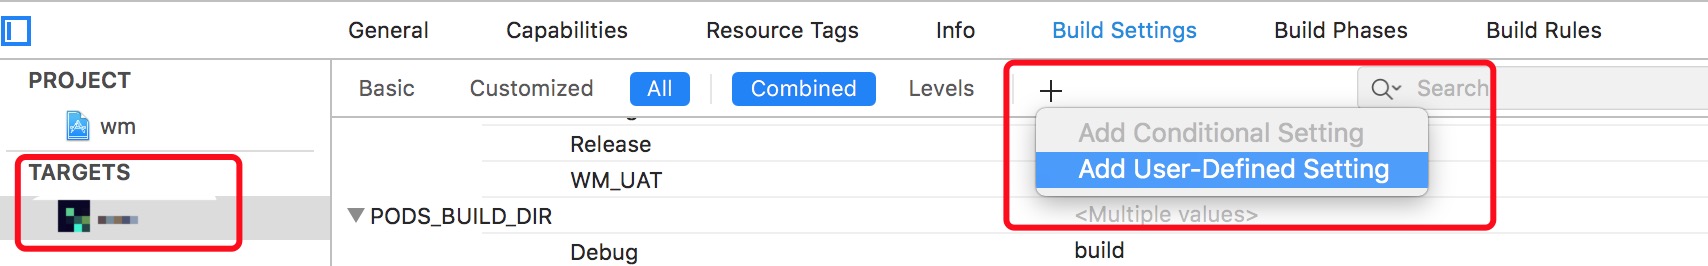 General Capabilities Resource Tags Info Build Settings Build Phases Build Rules
PROJECT
wm
TARGETS
Basic Customized All Combined Levels + Search
Add Conditional Setting
Add User-Defined Setting
Release
WM_UAT
PODS_BUILD_DIR <Multiple values>
Debug build